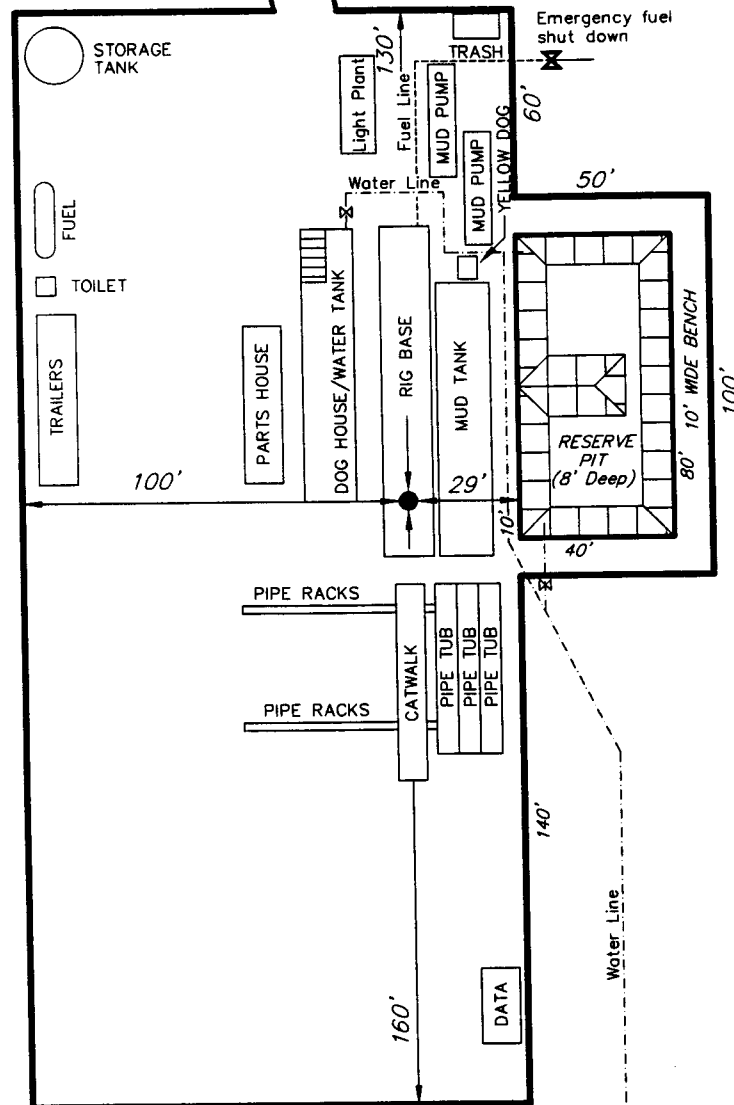 Emergency fuel
shut down
STORAGE
TANK
130'
TRASH
Light Plant
Fuel Line
MUD PUMP
60'
MUD PUMP
YELLOW DOG
Water Line
50'
FUEL
TOILET
TRAILERS
PARTS HOUSE
DOG HOUSE/WATER TANK
RIG BASE
MUD TANK
10' WIDE BENCH
100'
RESERVE
PIT
(8' Deep)
80'
100'
29'
10'
40'
PIPE RACKS
CATWALK
PIPE TUB
PIPE TUB
PIPE TUB
PIPE RACKS
140'
Water Line
DATA
160'